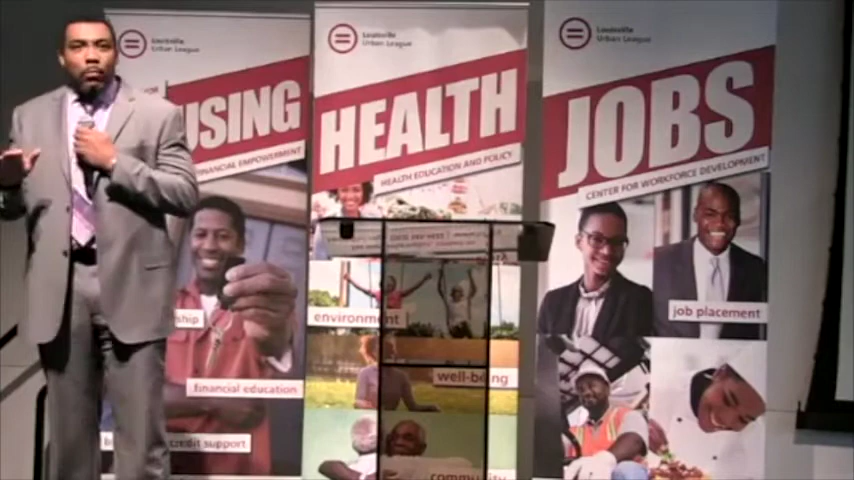 Louisville
Urban League
USING
FINANCIAL EMPOWERMENT
financial education
credit support
Louisville
Urban League
HEALTH
HEALTH EDUCATION AND POLICY
environment
well-being
community
Louisville
Urban League
JOBS
CENTER FOR WORKFORCE DEVELOPMENT
job placement